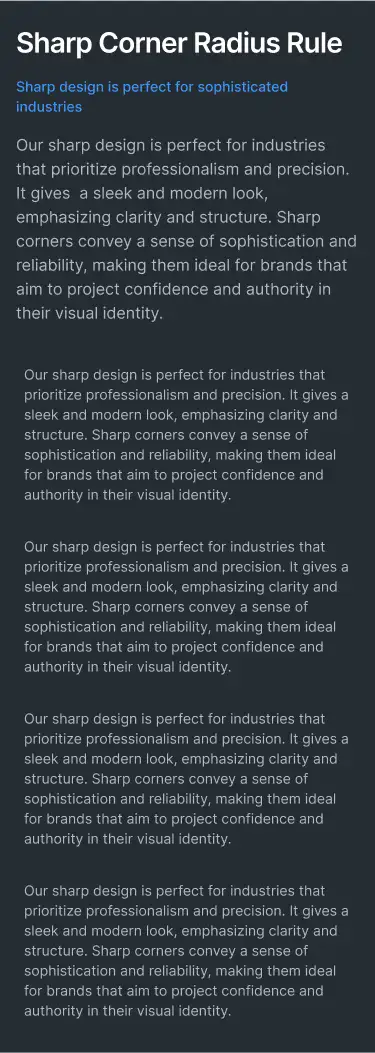 Sharp Corner Radius Rule
Sharp design is perfect for sophisticated
industries
Our sharp design is perfect for industries
that prioritize professionalism and precision.
It gives  a sleek and modern look,
emphasizing clarity and structure. Sharp
corners convey a sense of sophistication and
reliability, making them ideal for brands that
aim to project confidence and authority in
their visual identity.
Our sharp design is perfect for industries that
prioritize professionalism and precision. It gives a
sleek and modern look, emphasizing clarity and
structure. Sharp corners convey a sense of
sophistication and reliability, making them ideal
for brands that aim to project confidence and
authority in their visual identity.
Our sharp design is perfect for industries that
prioritize professionalism and precision. It gives a
sleek and modern look, emphasizing clarity and
structure. Sharp corners convey a sense of
sophistication and reliability, making them ideal
for brands that aim to project confidence and
authority in their visual identity.
Our sharp design is perfect for industries that
prioritize professionalism and precision. It gives a
sleek and modern look, emphasizing clarity and
structure. Sharp corners convey a sense of
sophistication and reliability, making them ideal
for brands that aim to project confidence and
authority in their visual identity.
Our sharp design is perfect for industries that
prioritize professionalism and precision. It gives a
sleek and modern look, emphasizing clarity and
structure. Sharp corners convey a sense of
sophistication and reliability, making them ideal
for brands that aim to project confidence and
authority in their visual identity.